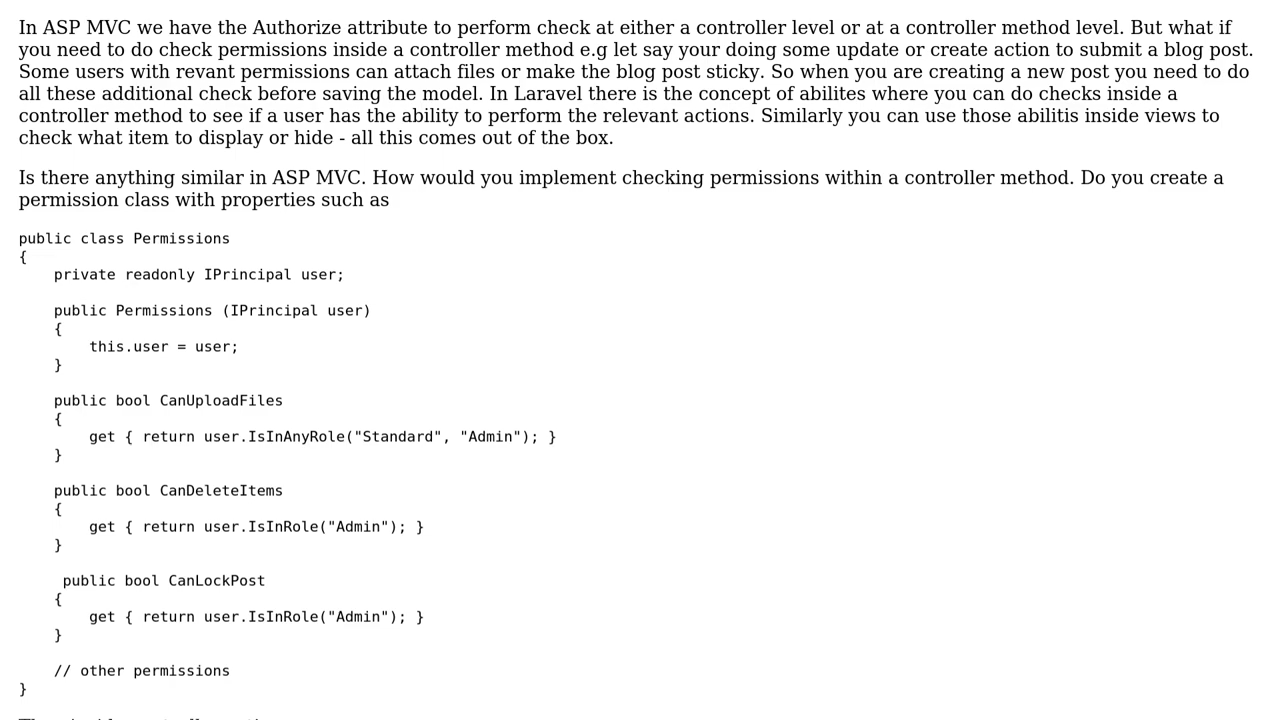 In ASP MVC we have the Authorize attribute to perform check at either a controller level or at a controller method level. But what if
you need to do check permissions inside a controller method e.g let say your doing some update or create action to submit a blog post.
Some users with revant permissions can attach files or make the blog post sticky. So when you are creating a new post you need to do
all these additional check before saving the model. In Laravel there is the concept of abilites where you can do checks inside a
controller method to see if a user has the ability to perform the relevant actions. Similarly you can use those abilitis inside views to
check what item to display or hide - all this comes out of the box.
Is there anything similar in ASP MVC. How would you implement checking permissions within a controller method. Do you create a
permission class with properties such as
public class Permissions
{
    private readonly IPrincipal user;
    public Permissions (IPrincipal user)
    {
        this.user = user;
    }
    public bool CanUploadFiles
    {
        get { return user.IsInAnyRole("Standard", "Admin"); }
    }
    public bool CanDeleteItems
    {
        get { return user.IsInRole("Admin"); }
    }
     public bool CanLockPost
    {
        get { return user.IsInRole("Admin"); }
    }
    // other permissions
}